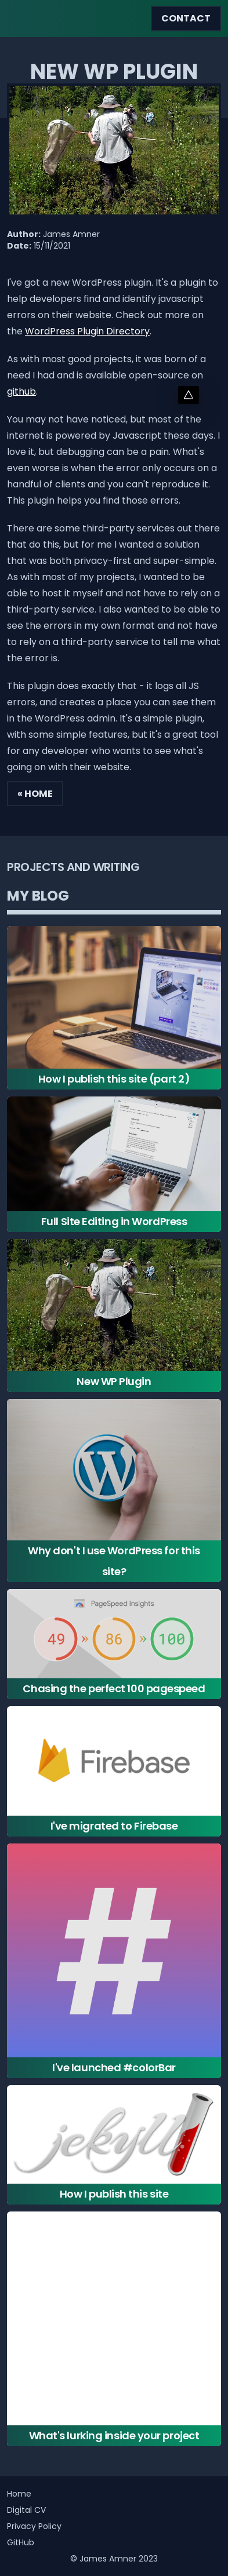 CONTACT
NEW WP PLUGIN
Author: James Amner
Date: 15/11/2021
I've got a new WordPress plugin. It's a plugin to
help developers find and identify javascript
errors on their website. Check out more on
the WordPress Plugin Directory.
As with most good projects, it was born of a
need I had and is available open-source on
github.
You may not have noticed, but most of the
internet is powered by Javascript these days. I
love it, but debugging can be a pain. What's
even worse is when the error only occurs on a
handful of clients and you can't reproduce it.
This plugin helps you find those errors.
There are some third-party services out there
that do this, but for me I wanted a solution
that was both privacy-first and super-simple.
As with most of my projects, I wanted to be
able to host it myself and not have to rely on a
third-party service. I also wanted to be able to
see the errors in my own format and not have
to rely on a third-party service to tell me what
the error is.
This plugin does exactly that - it logs all JS
errors, and creates a place you can see them
in the WordPress admin. It's a simple plugin,
with some simple features, but it's a great tool
for any developer who wants to see what's
going on with their website.
« HOME
PROJECTS AND WRITING
MY BLOG
How I publish this site (part 2)
Full Site Editing in WordPress
New WP Plugin
Why don't I use WordPress for this
site?
PageSpeed Insights
49 » 86 » 100
Chasing the perfect 100 pagespeed
Firebase
I've migrated to Firebase
#
I've launched #colorBar
jekyll
How I publish this site
What's lurking inside your project
Home
Digital CV
Privacy Policy
GitHub
© James Amner 2023